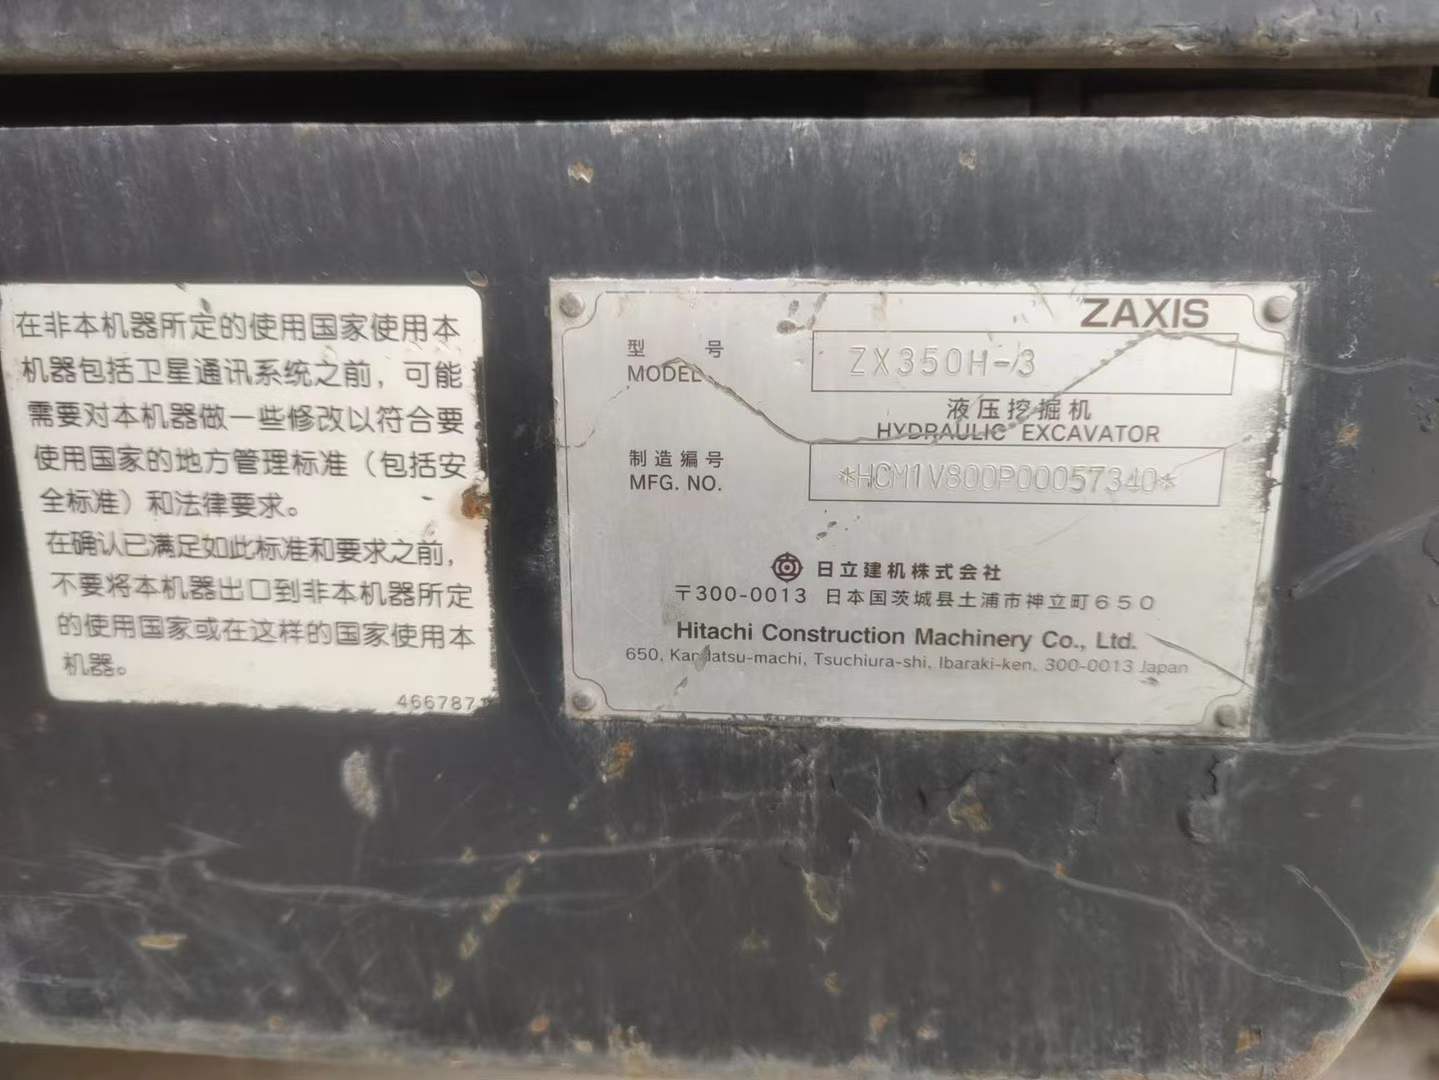 在非本机器所定的使用国家使用本
机器包括卫星通讯系统之前，可能
需要对本机器做一些修改以符合要
使用国家的地方管理标准（包括安
全标准）和法律要求。
在确认已满足如此标准和要求之前，
不要将本机器出口到非本机器所定
的使用国家或在这样的国家使用本
机器。
466787
ZAXIS
型号
MODEL
ZX350H-3
液压挖掘机
HYDRAULIC EXCAVATOR
制造编号
MFG. NO.
*HCM1V800P00057340*
日立建机株式会社
〒300-0013 日本国茨城县土浦市神立町650
Hitachi Construction Machinery Co., Ltd.
650, Kandatsu-machi, Tsuchiura-shi, Ibaraki-ken, 300-0013 Japan